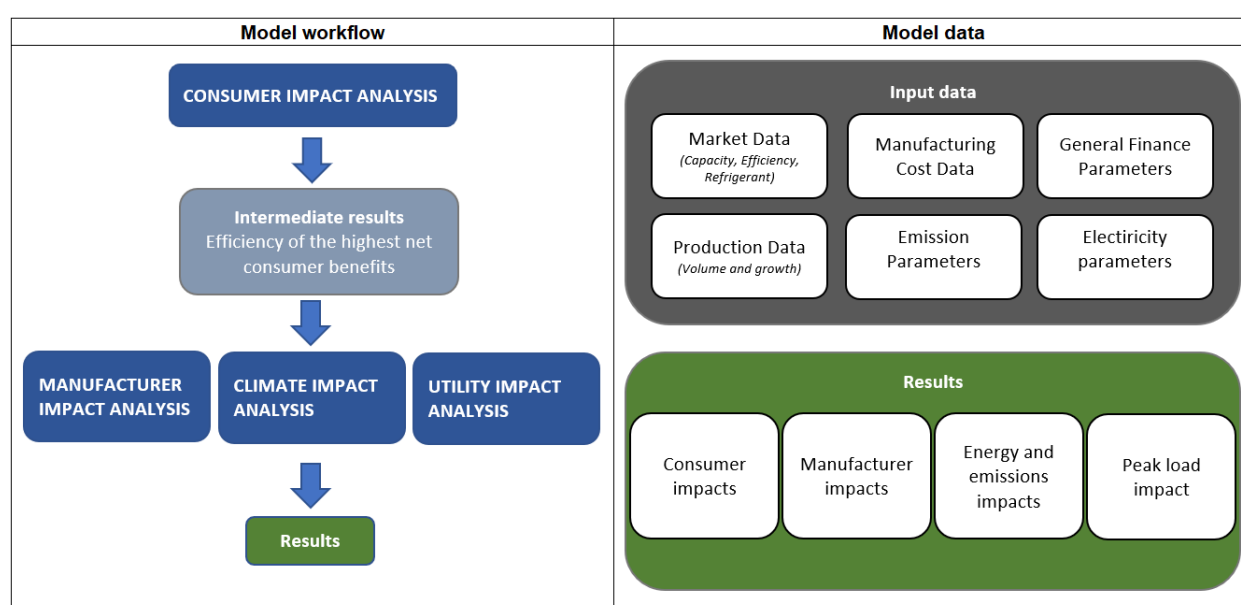 Model workflow
CONSUMER IMPACT ANALYSIS
Intermediate results
Efficiency of the highest net
consumer benefits
MANUFACTURER
IMPACT ANALYSIS
CLIMATE IMPACT
ANALYSIS
UTILITY IMPACT
ANALYSIS
Results
Model data
Input data
Market Data
(Capacity, Efficiency,
Refrigerant)
Manufacturing
Cost Data
General Finance
Parameters
Production Data
(Volume and growth)
Emission
Parameters
Electiricity
parameters
Results
Consumer
impacts
Manufacturer
impacts
Energy and
emissions
impacts
Peak load
impact